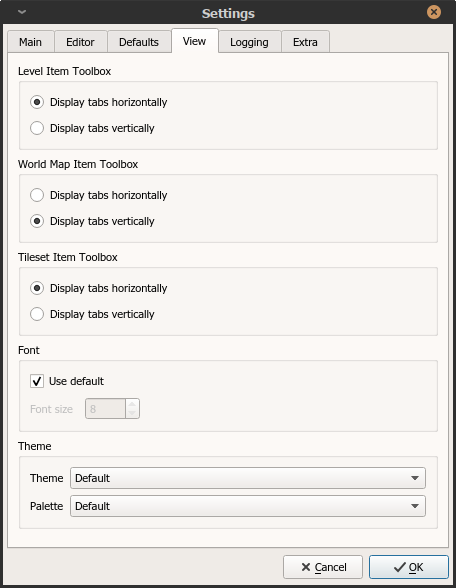 Settings
Main Editor Defaults View Logging Extra
Level Item Toolbox
Display tabs horizontally
Display tabs vertically
World Map Item Toolbox
Display tabs horizontally
Display tabs vertically
Tileset Item Toolbox
Display tabs horizontally
Display tabs vertically
Font
Use default
Font size 8
Theme
Theme Default
Palette Default
Cancel OK